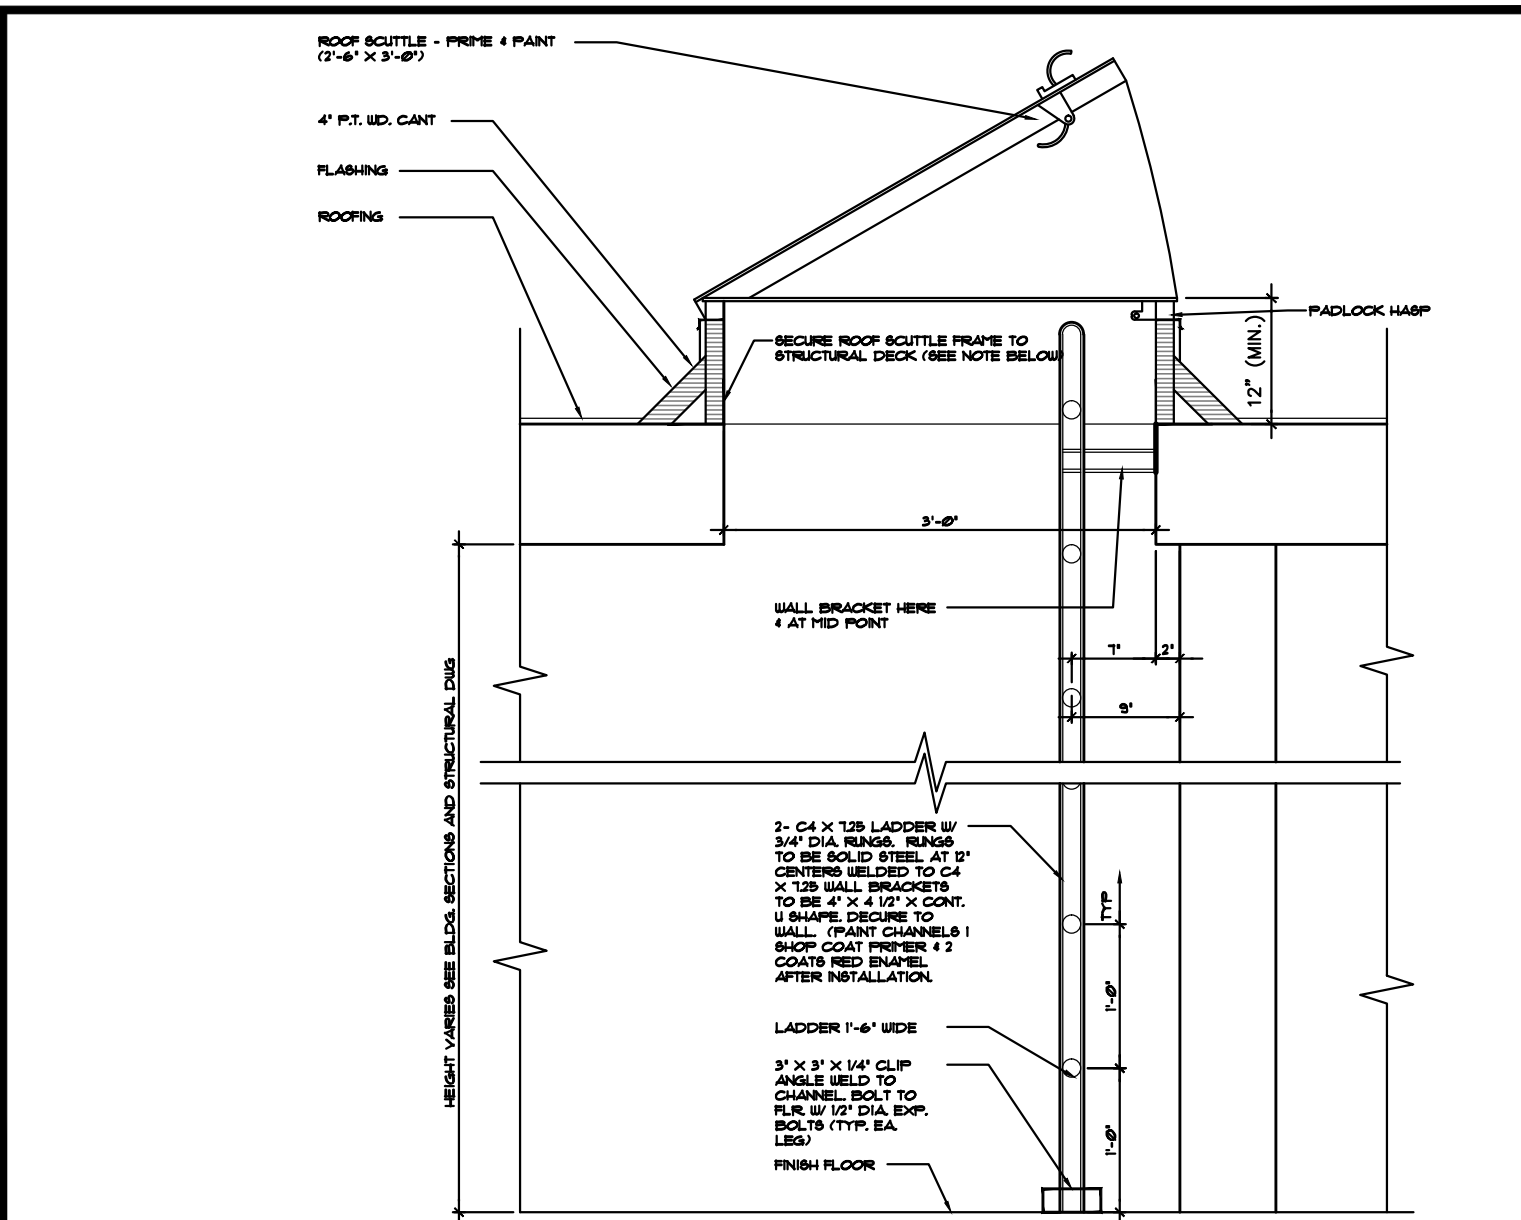 ROOF SCUTTLE - PRIME & PAINT
(2'-6" X 3'-0")
4" P.T. WD. CANT
FLASHING
ROOFING
PADLOCK HASP
12" (MIN.)
SECURE ROOF SCUTTLE FRAME TO
STRUCTURAL DECK (SEE NOTE BELOW)
3'-0"
WALL BRACKET HERE
& AT MID POINT
7"
2"
9"
HEIGHT VARIES SEE BLDG. SECTIONS AND STRUCTURAL DWG
2- C4 X 7.25 LADDER W/
3/4" DIA. RUNGS. RUNGS
TO BE SOLID STEEL AT 12"
CENTERS WELDED TO C4
X 7.25 WALL BRACKETS
TO BE 4" X 4 1/2" X CONT.
U SHAPE. DECURE TO
WALL. (PAINT CHANNELS 1
SHOP COAT PRIMER & 2
COATS RED ENAMEL
AFTER INSTALLATION.
TYP
1'-0"
LADDER 1'-6" WIDE
3" X 3" X 1/4" CLIP
ANGLE WELD TO
CHANNEL. BOLT TO
FLR. W/ 1/2" DIA. EXP.
BOLTS (TYP. EA.
LEG)
1'-0"
FINISH FLOOR